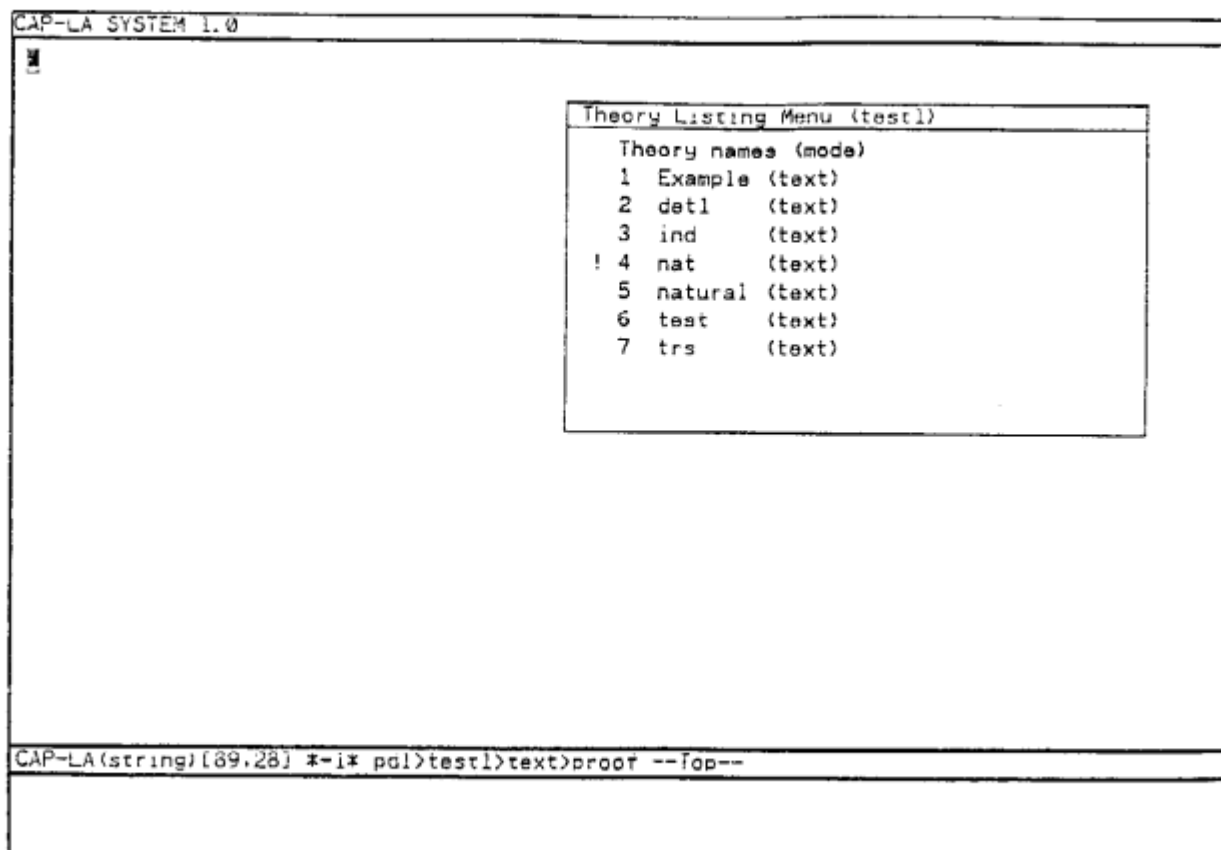 CAP-LA SYSTEM 1.0
Theory Listing Menu (test1)
Theory names (mode)
1 Example (text)
2 det1 (text)
3 ind (text)
! 4 nat (text)
5 natural (text)
6 test (text)
7 trs (text)
CAP-LA(string)[89,28] *-i* pdl>test1>text>proof --Top--